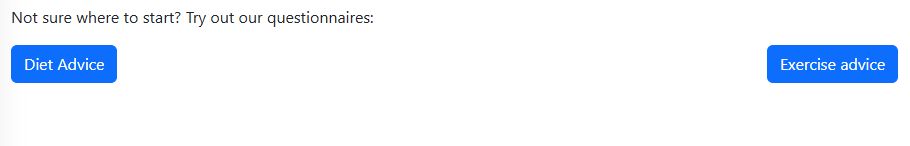 Not sure where to start? Try out our questionnaires:
Diet Advice Exercise advice